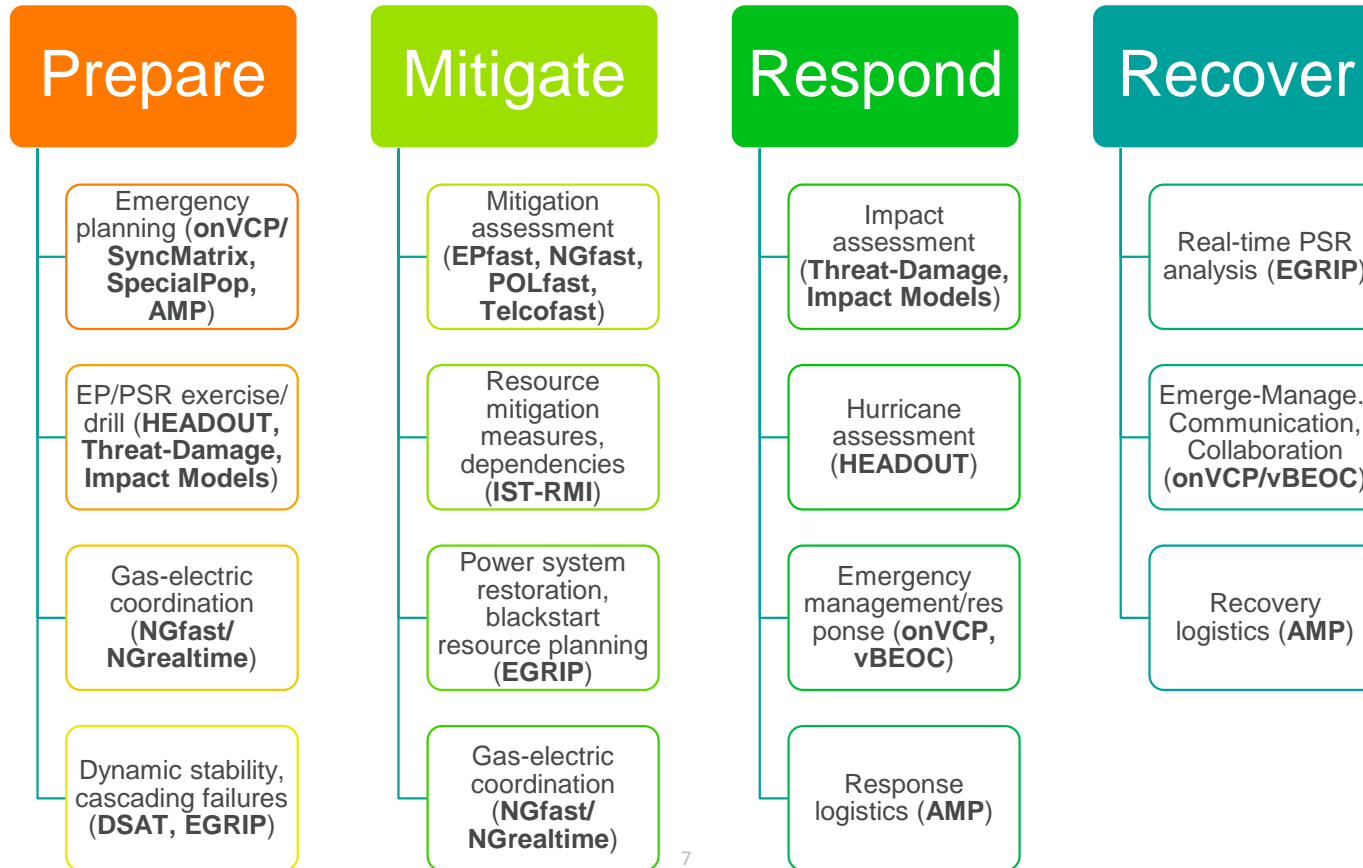 Prepare
Emergency
planning (onVCP/
SyncMatrix,
SpecialPop,
AMP)
EP/PSR exercise/
drill (HEADOUT,
Threat-Damage,
Impact Models)
Gas-electric
coordination
(NGfast/
NGrealtime)
Dynamic stability,
cascading failures
(DSAT, EGRIP)
Mitigate
Mitigation
assessment
(EPfast, NGfast,
POLfast,
Telcofast)
Resource
mitigation
measures,
dependencies
(IST-RMI)
Power system
restoration,
blackstart
resource planning
(EGRIP)
Gas-electric
coordination
(NGfast/
NGrealtime)
Respond
Impact
assessment
(Threat-Damage,
Impact Models)
Hurricane
assessment
(HEADOUT)
Emergency
management/res
ponse (onVCP,
vBEOC)
Response
logistics (AMP)
Recover
Real-time PSR
analysis (EGRIP)
Emerge-Manage.
Communication,
Collaboration
(onVCP/vBEOC)
Recovery
logistics (AMP)
7